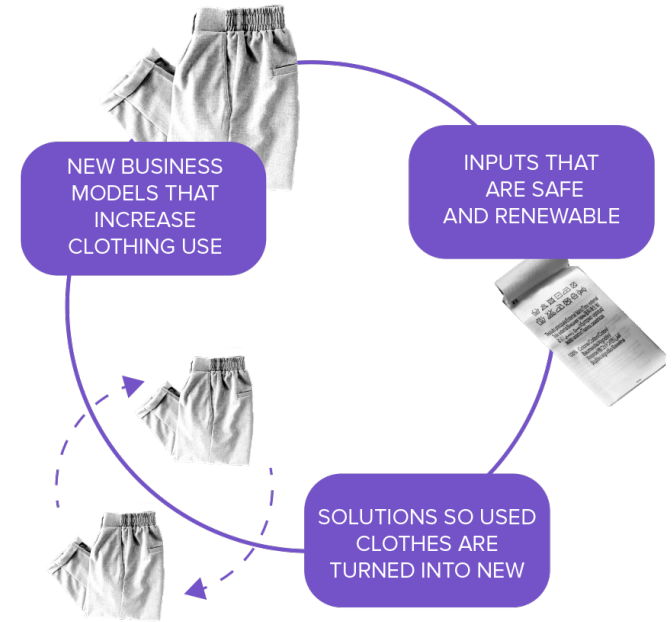 NEW BUSINESS
MODELS THAT
INCREASE
CLOTHING USE
INPUTS THAT
ARE SAFE
AND RENEWABLE
SOLUTIONS SO USED
CLOTHES ARE
TURNED INTO NEW